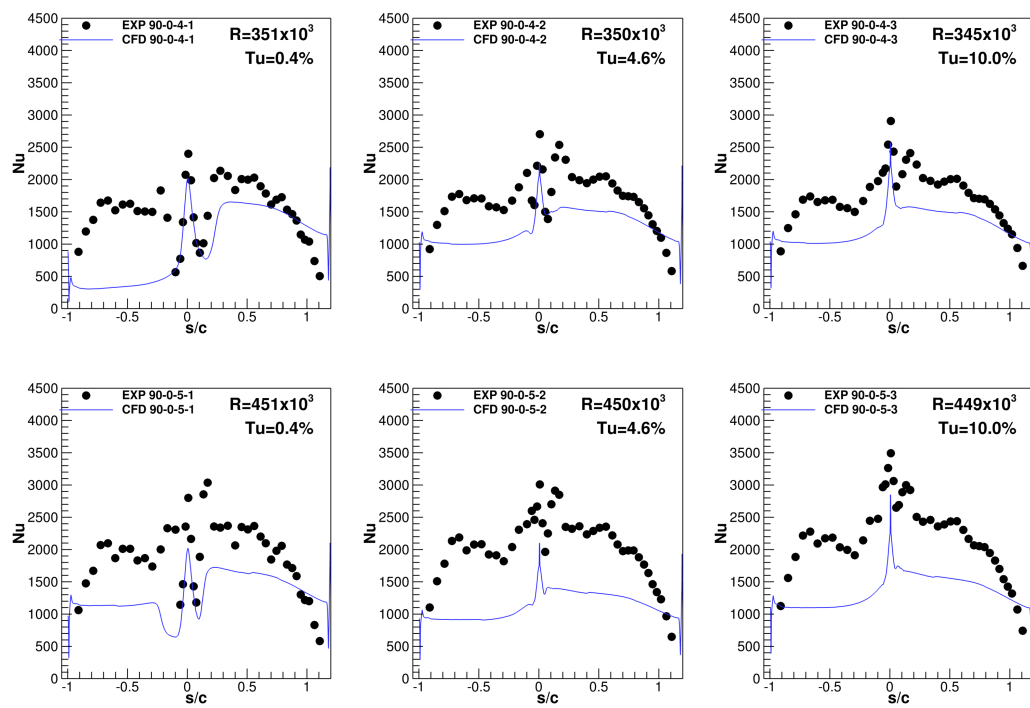 EXP 90-0-4-1
CFD 90-0-4-1
R=351x10³
Tu=0.4%
Nu
4500
4000
3500
3000
2500
2000
1500
1000
500
0
-1 -0.5 0 0.5 1
s/c
EXP 90-0-4-2
CFD 90-0-4-2
R=350x10³
Tu=4.6%
Nu
4500
4000
3500
3000
2500
2000
1500
1000
500
0
-1 -0.5 0 0.5 1
s/c
EXP 90-0-4-3
CFD 90-0-4-3
R=345x10³
Tu=10.0%
Nu
4500
4000
3500
3000
2500
2000
1500
1000
500
0
-1 -0.5 0 0.5 1
s/c
EXP 90-0-5-1
CFD 90-0-5-1
R=451x10³
Tu=0.4%
Nu
4500
4000
3500
3000
2500
2000
1500
1000
500
0
-1 -0.5 0 0.5 1
s/c
EXP 90-0-5-2
CFD 90-0-5-2
R=450x10³
Tu=4.6%
Nu
4500
4000
3500
3000
2500
2000
1500
1000
500
0
-1 -0.5 0 0.5 1
s/c
EXP 90-0-5-3
CFD 90-0-5-3
R=449x10³
Tu=10.0%
Nu
4500
4000
3500
3000
2500
2000
1500
1000
500
0
-1 -0.5 0 0.5 1
s/c